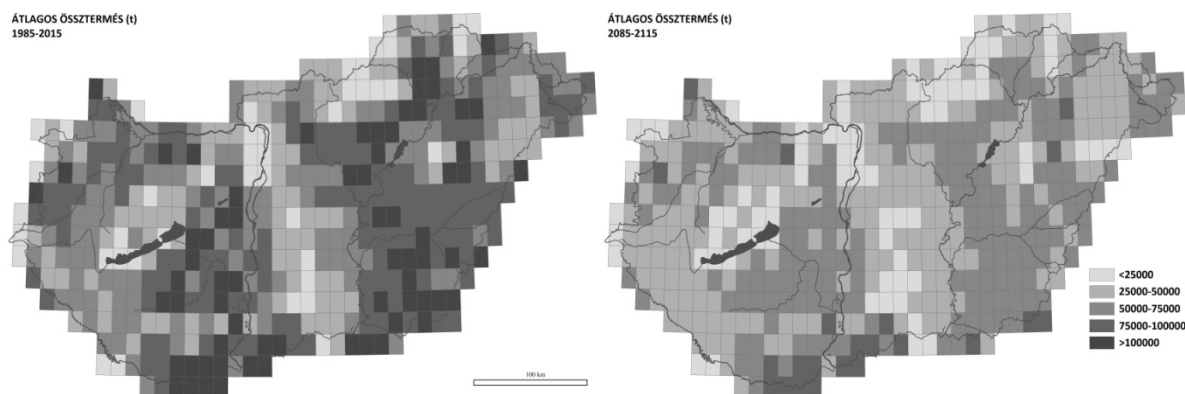 ÁTLAGOS ÖSSZTERMÉS (t)
1985-2015
100 km
ÁTLAGOS ÖSSZTERMÉS (t)
2085-2115
<25000
25000-50000
50000-75000
75000-100000
>100000